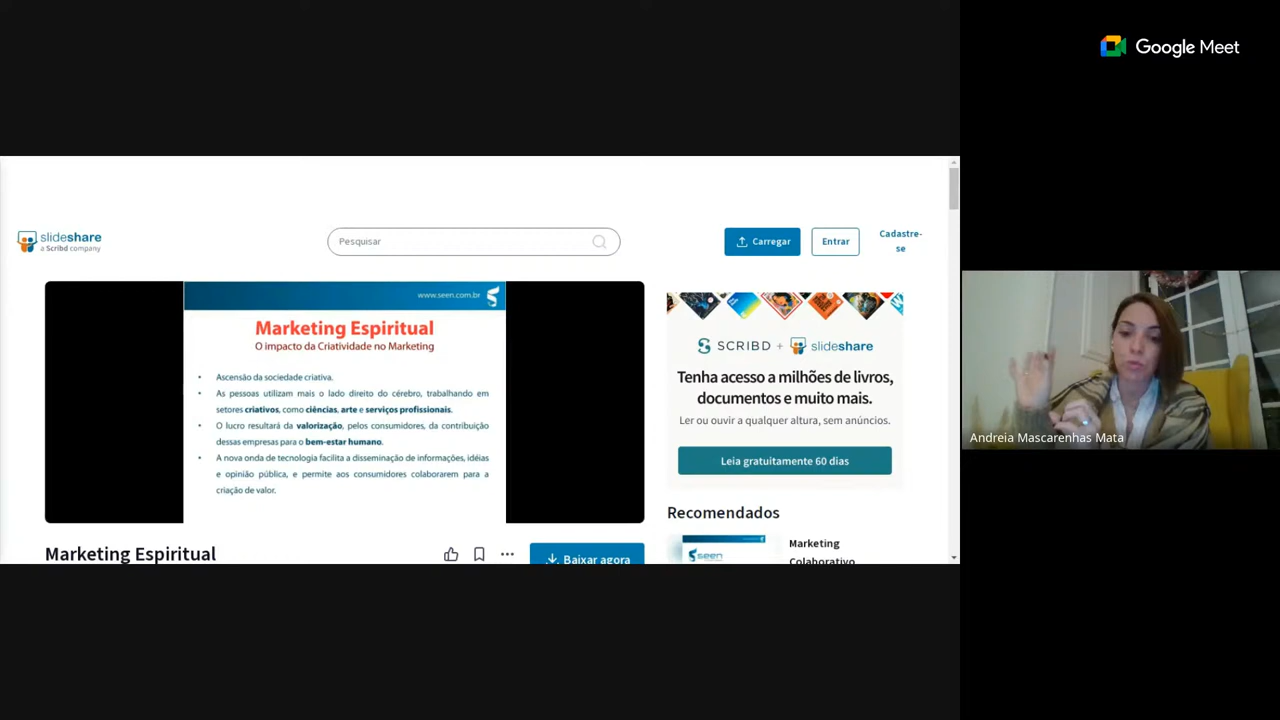 Google Meet
slideshare
a Scribd company
Pesquisar
Carregar
Entrar
Cadastre-
se
www.seen.com.br
Marketing Espiritual
O impacto da Criatividade no Marketing
• Ascensão da sociedade criativa.
• As pessoas utilizam mais o lado direito do cérebro, trabalhando em
setores criativos, como ciências, arte e serviços profissionais.
• O lucro resultará da valorização, pelos consumidores, da contribuição
dessas empresas para o bem-estar humano.
• A nova onda de tecnologia facilita a disseminação de informações, idéias
e opinião pública, e permite aos consumidores colaborarem para a
criação de valor.
SCRIBD + slideshare
Tenha acesso a milhões de livros,
documentos e muito mais.
Ler ou ouvir a qualquer altura, sem anúncios.
Leia gratuitamente 60 dias
Recomendados
seen
Marketing
Colaborativo
Marketing Espiritual
Baixar agora
Andreia Mascarenhas Mata